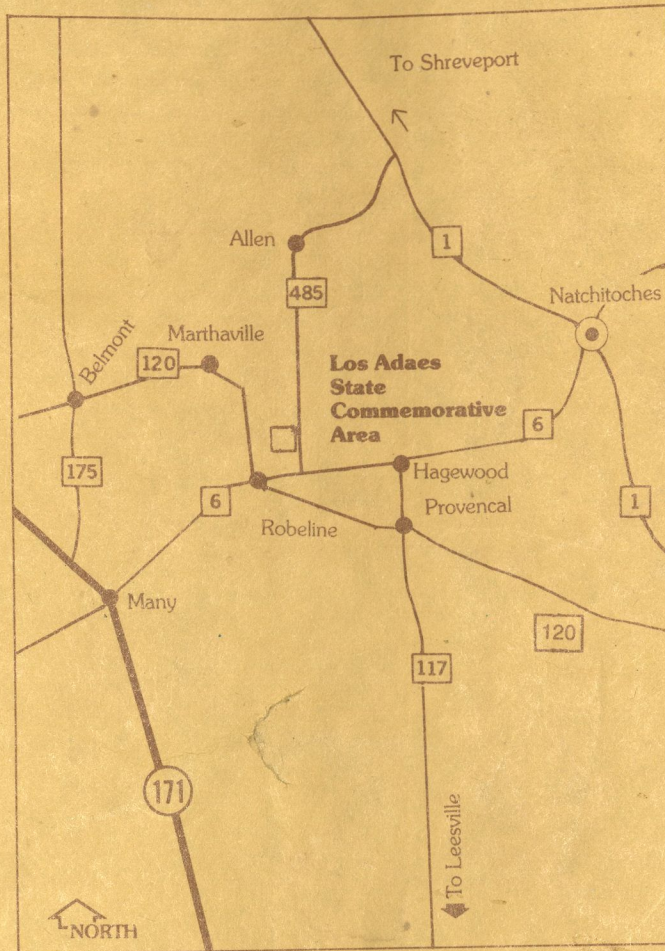 To Shreveport
Allen
1
485
Natchitoches
Marthaville
Belmont
120
Los Adaes
State
Commemorative
Area
6
175
Hagewood
6
Provencal
1
Robeline
Many
120
117
171
To Leesville
NORTH